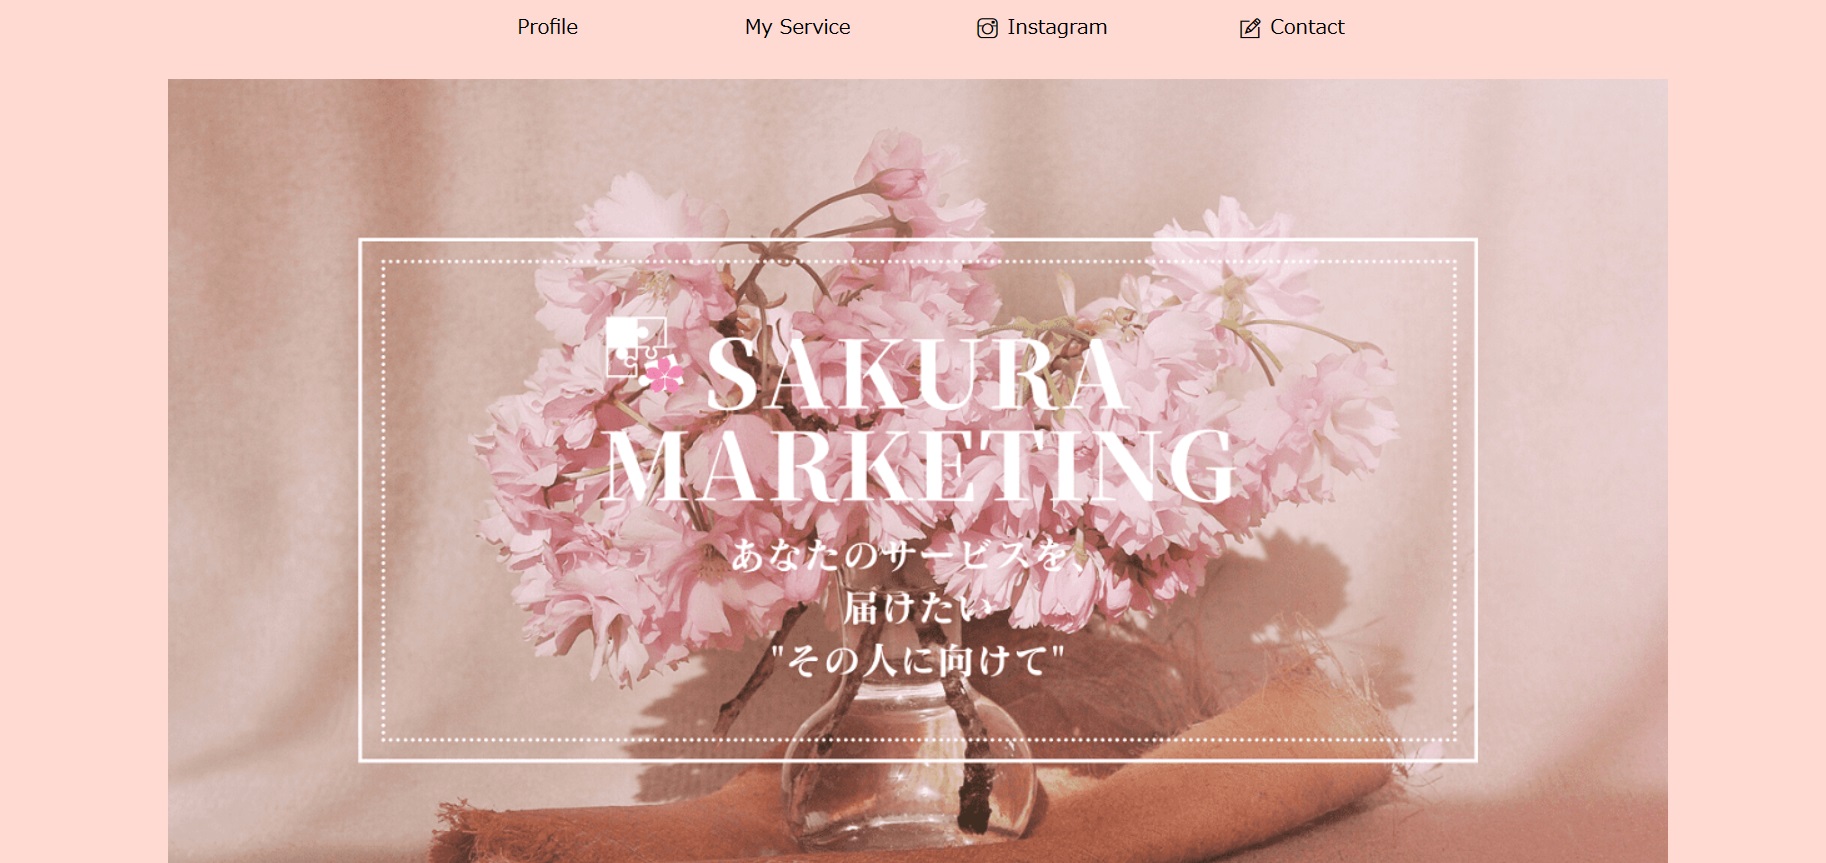 Profile
My Service
Instagram
Contact
SAKURA
MARKETING
あなたのサービスを、
届けたい
"その人に向けて"